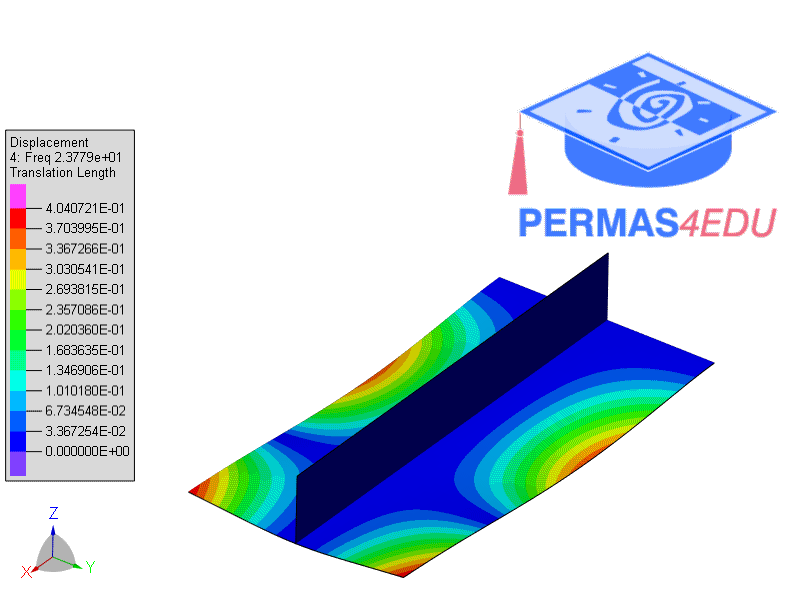 Displacement
4: Freq 2.3779e+01
Translation Length
4.040721E-01
3.703995E-01
3.367266E-01
3.030541E-01
2.693815E-01
2.357086E-01
2.020360E-01
1.683635E-01
1.346906E-01
1.010180E-01
6.734548E-02
3.367254E-02
0.000000E+00
PERMAS4EDU
Z
X
Y